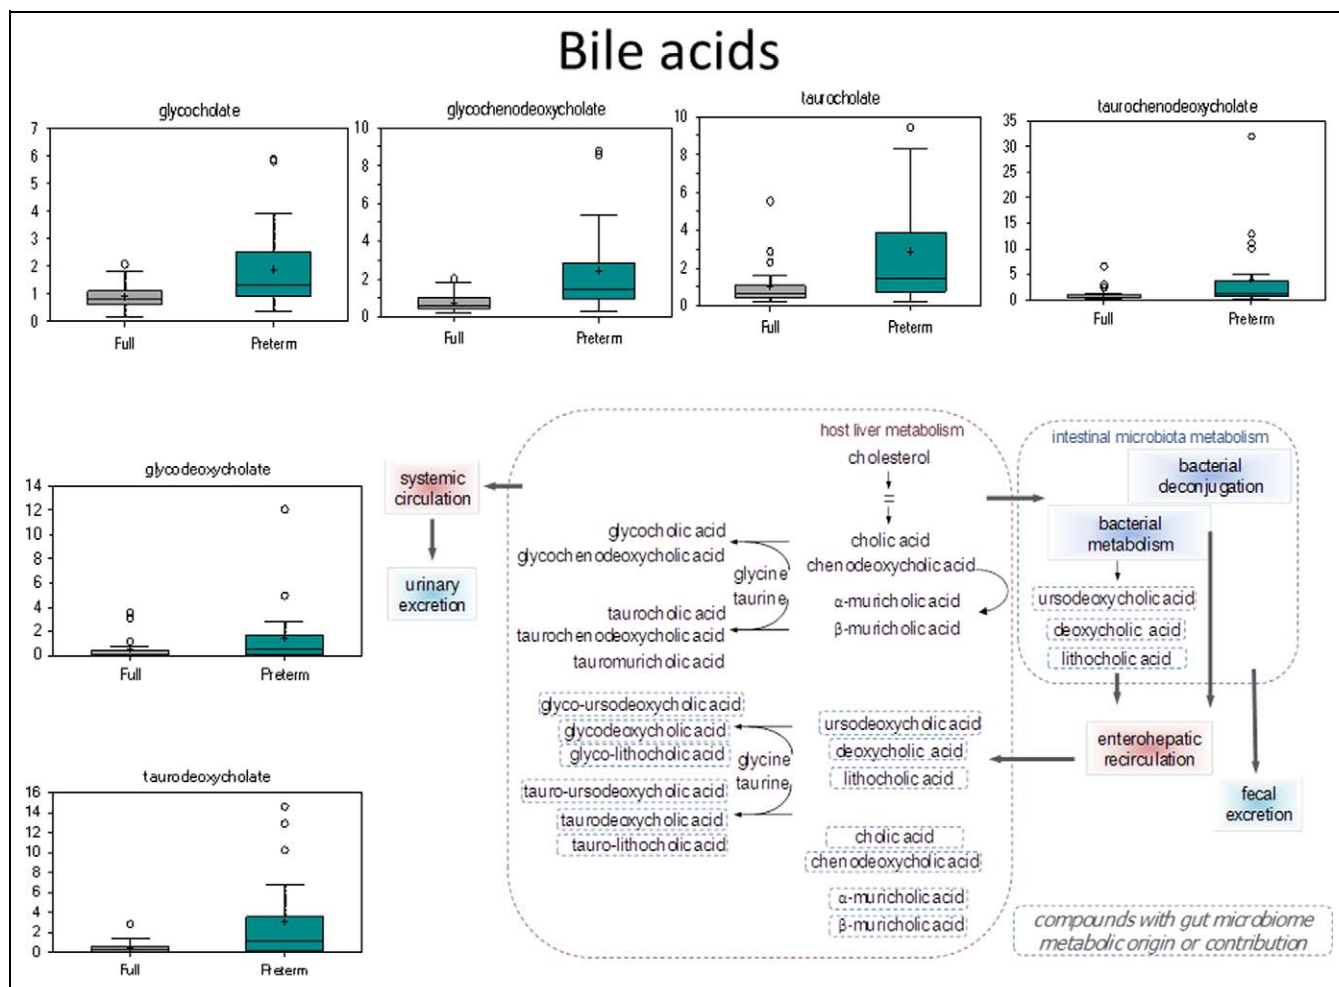 Bile acids
glycocholate
7
6
5
4
3
2
1
0
Full
Preterm
glycochenodeoxycholate
10
8
6
4
2
0
Full
Preterm
taurocholate
10
8
6
4
2
0
Full
Preterm
taurochenodeoxycholate
35
30
25
20
15
10
5
0
Full
Preterm
glycodeoxycholate
14
12
10
8
6
4
2
0
Full
Preterm
taurodeoxycholate
16
14
12
10
8
6
4
2
0
Full
Preterm
systemic
circulation
urinary
excretion
host liver metabolism
cholesterol
cholic acid
chenodeoxycholic acid
α-muricholic acid
β-muricholic acid
glycocholic acid
glycochenodeoxycholic acid
glycine
taurine
taurocholic acid
taurochenodeoxycholic acid
tauromuricholic acid
glyco-ursodeoxycholic acid
glycodeoxycholic acid
glyco-lithocholic acid
glycine
taurine
tauro-ursodeoxycholic acid
taurodeoxycholic acid
tauro-lithocholic acid
ursodeoxycholic acid
deoxycholic acid
lithocholic acid
cholic acid
chenodeoxycholic acid
α-muricholic acid
β-muricholic acid
intestinal microbiota metabolism
bacterial
deconjugation
bacterial
metabolism
ursodeoxycholic acid
deoxycholic acid
lithocholic acid
enterohepatic
recirculation
fecal
excretion
compounds with gut microbiome
metabolic origin or contribution